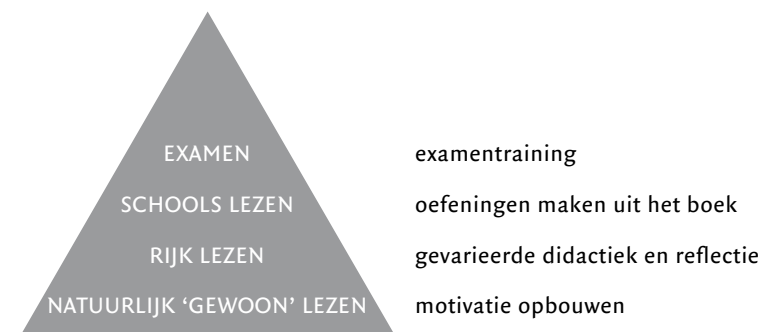 EXAMEN examentraining
SCHOOLS LEZEN oefeningen maken uit het boek
RIJK LEZEN gevarieerde didactiek en reflectie
NATUURLIJK ‘GEWOON’ LEZEN motivatie opbouwen